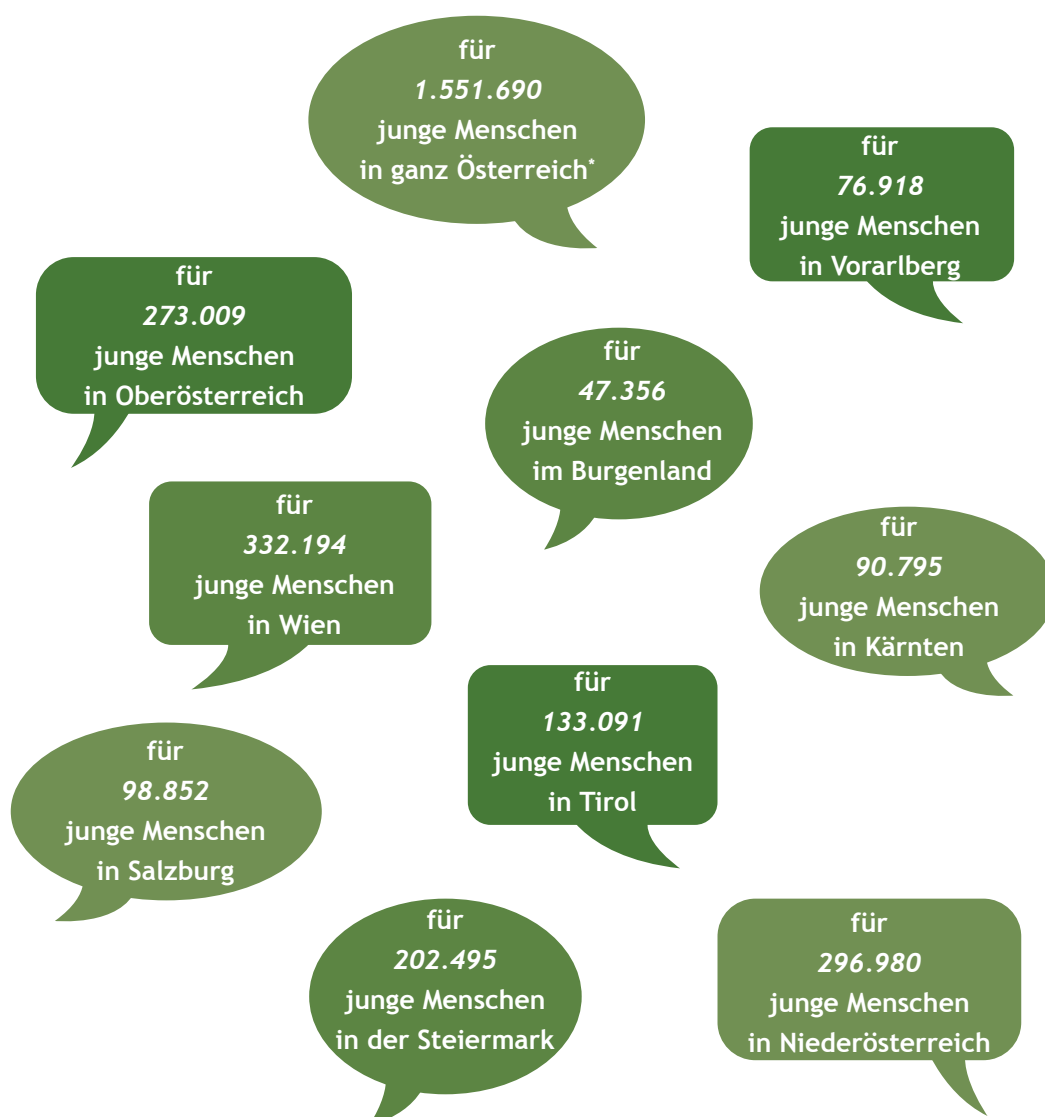 für
1.551.690
junge Menschen
in ganz Österreich*
für
76.918
junge Menschen
in Vorarlberg
für
273.009
junge Menschen
in Oberösterreich
für
47.356
junge Menschen
im Burgenland
für
332.194
junge Menschen
in Wien
für
90.795
junge Menschen
in Kärnten
für
133.091
junge Menschen
in Tirol
für
98.852
junge Menschen
in Salzburg
für
202.495
junge Menschen
in der Steiermark
für
296.980
junge Menschen
in Niederösterreich